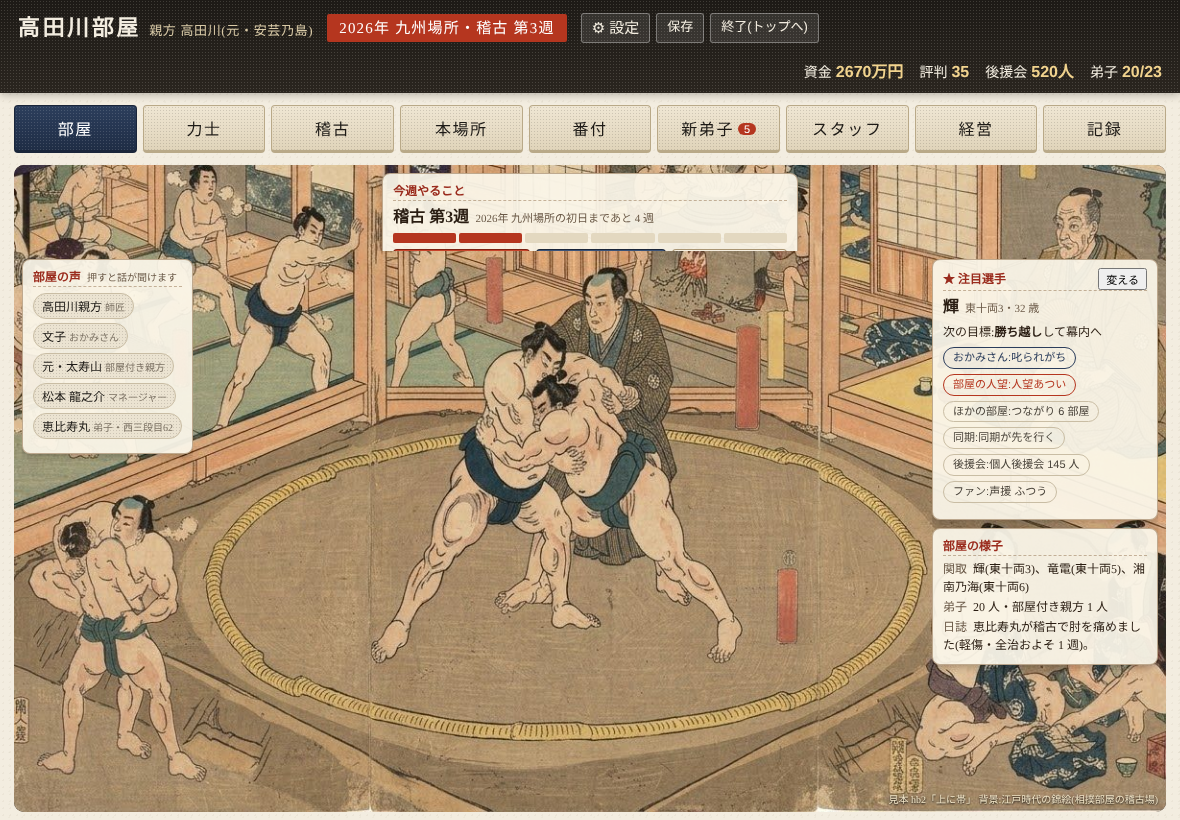 高田川部屋 親方 高田川(元・安芸乃島) 2026年 九州場所・稽古 第3週 ⚙ 設定 保存 終了(トップへ)
資金 2670万円 評判 35 後援会 520人 弟子 20/23
部屋 力士 稽古 本場所 番付 新弟子 5 スタッフ 経営 記録
今週やること
稽古 第3週 2026年 九州場所の初日まであと 4 週
部屋の声 押すと話が聞けます
高田川親方 師匠
文子 おかみさん
元・太寿山 部屋付き親方
松本 龍之介 マネージャー
恵比寿丸 弟子・西三段目62
★ 注目選手 変える
輝 東十両3・32 歳
次の目標:勝ち越しして幕内へ
おかみさん:叱られがち
部屋の人望:人望あつい
ほかの部屋:つながり 6 部屋
同期:同期が先を行く
後援会:個人後援会 145 人
ファン:声援 ふつう
部屋の様子
関取 輝(東十両3)、竜電(東十両5)、湘
南乃海(東十両6)
弟子 20 人・部屋付き親方 1 人
日誌 恵比寿丸が稽古で肘を痛めまし
た(軽傷・全治およそ 1 週)。
見本 hb2「上に帯」 背景:江戸時代の錦絵(相撲部屋の稽古場)